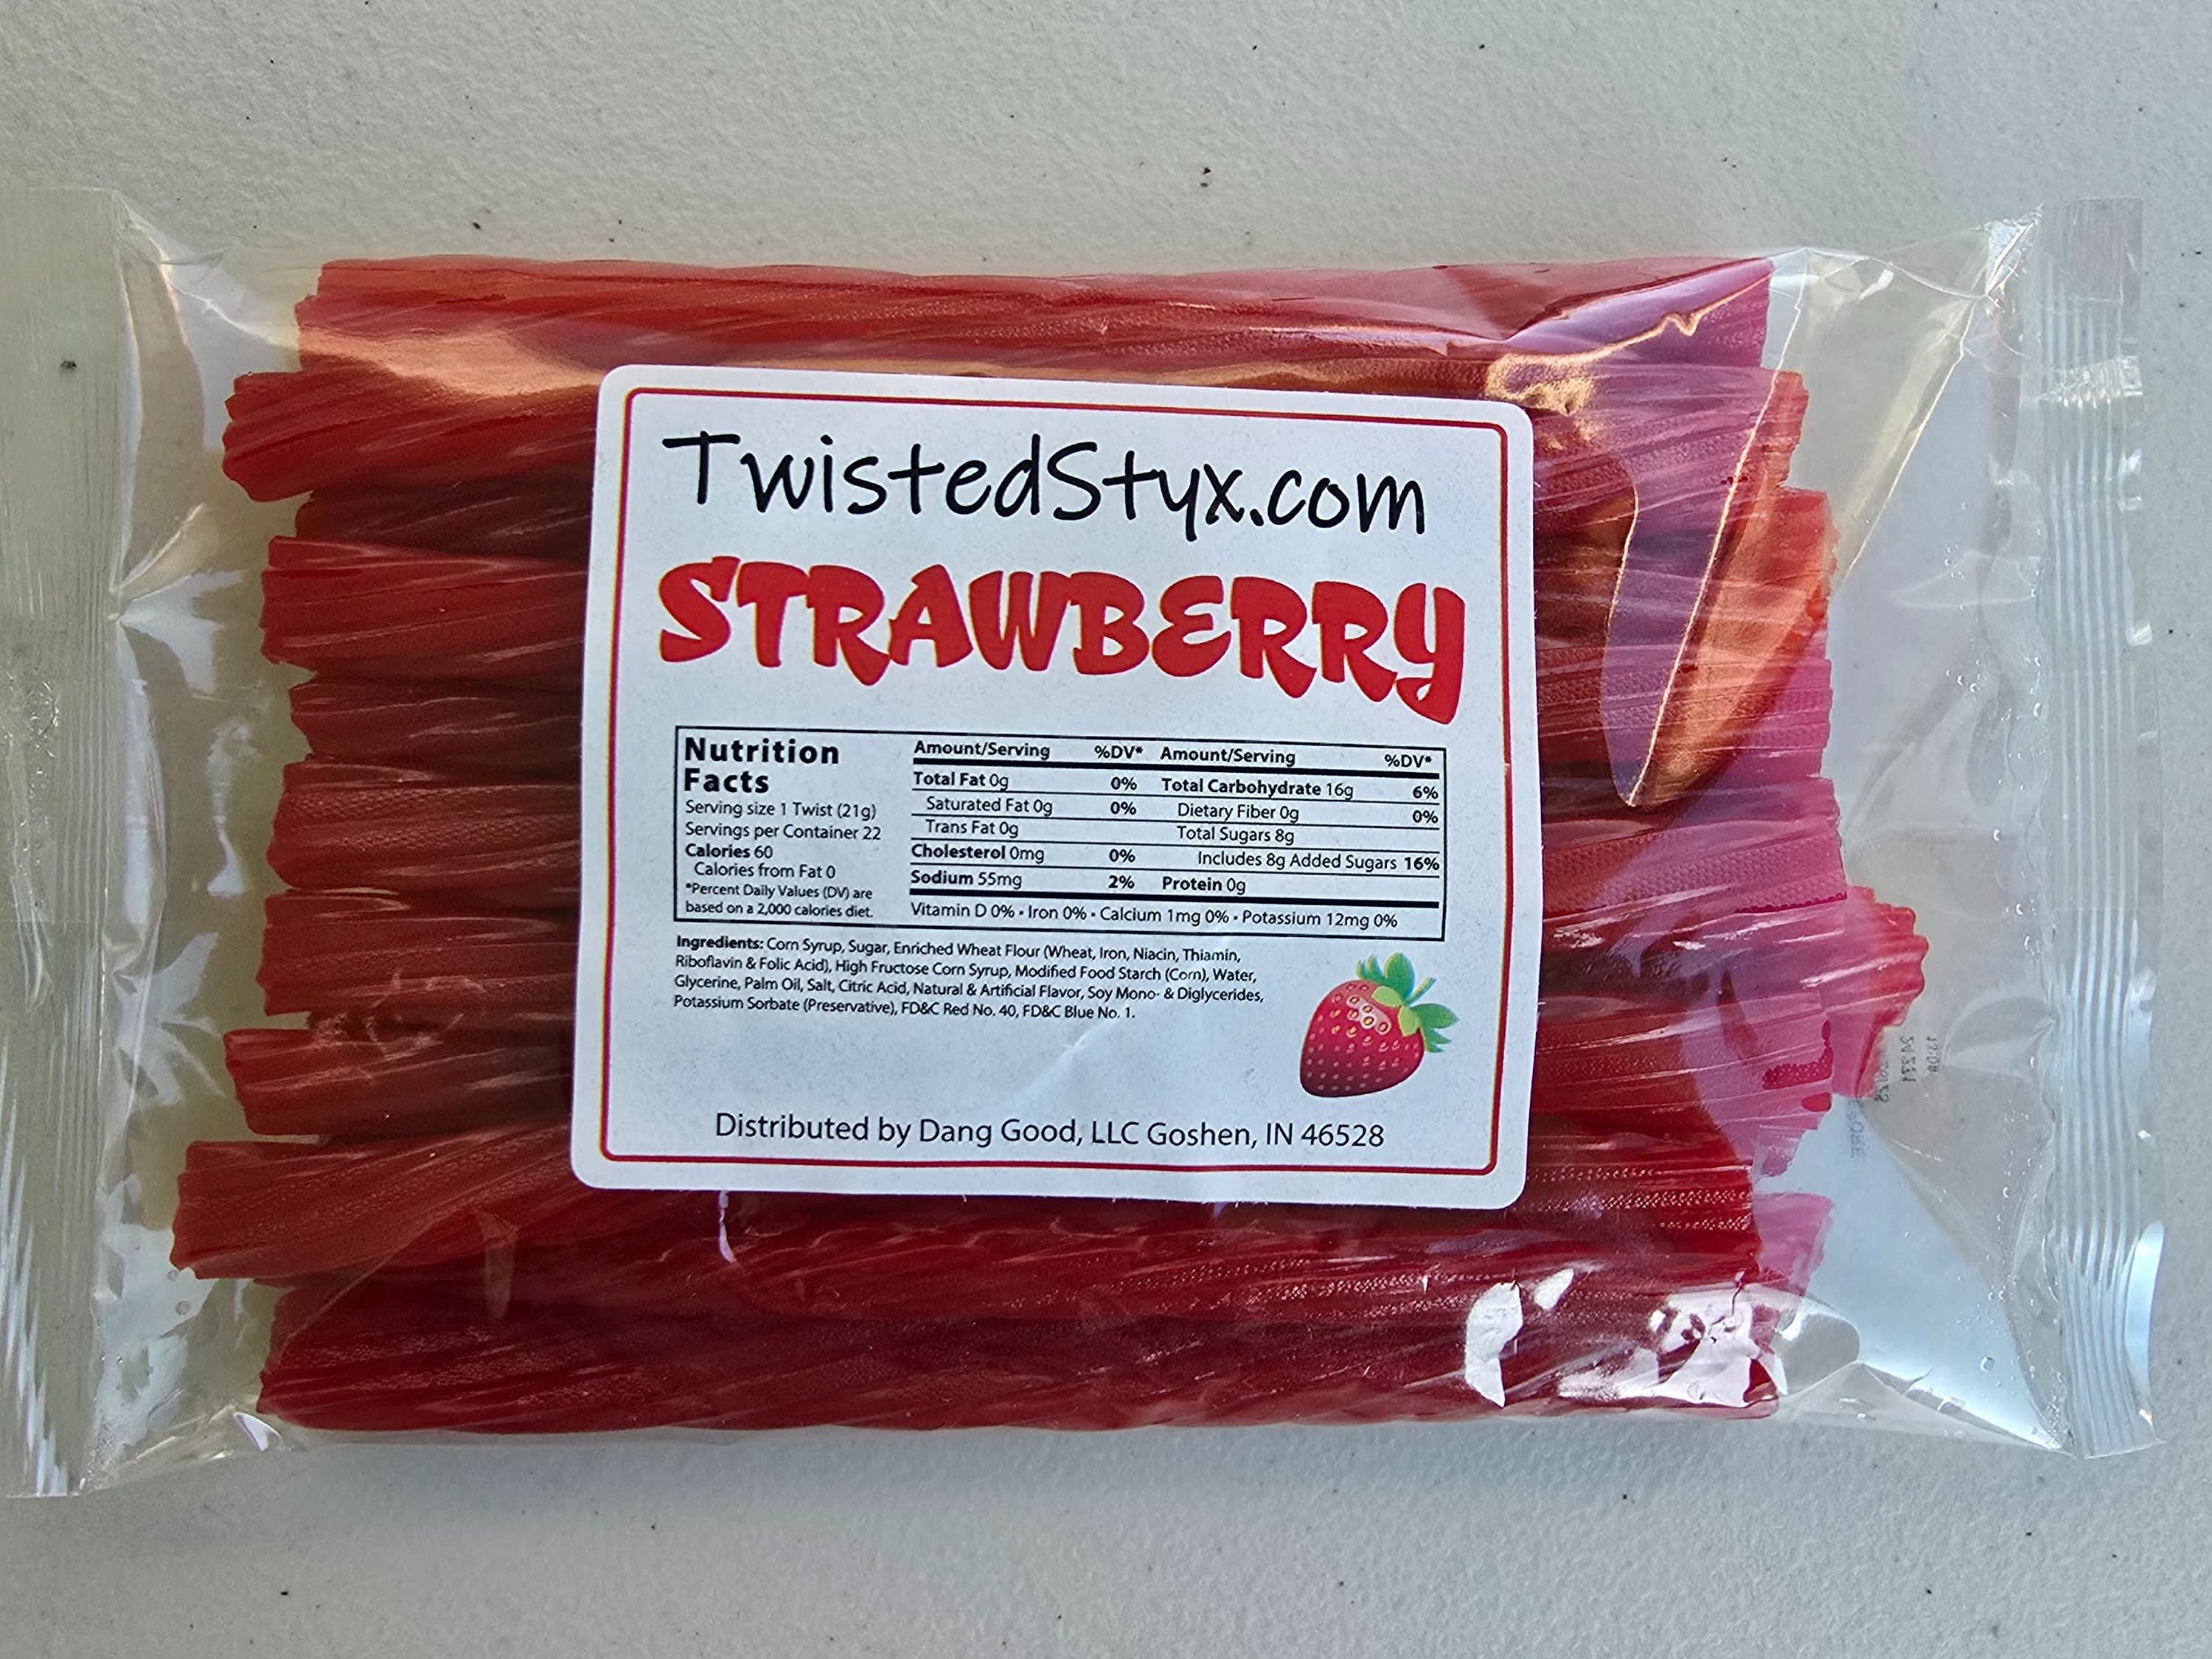 TwistedStyx.com
STRAWBERRY
Nutrition
Facts
Serving size 1 Twist (21g)
Servings per Container 22
Calories 60
Calories from Fat 0
*Percent Daily Values (DV) are
based on a 2,000 calories diet.
Amount/Serving %DV*
Total Fat 0g 0%
Saturated Fat 0g 0%
Trans Fat 0g
Cholesterol 0mg 0%
Sodium 55mg 2%
Amount/Serving %DV*
Total Carbohydrate 16g 6%
Dietary Fiber 0g 0%
Total Sugars 8g
Includes 8g Added Sugars 16%
Protein 0g
Vitamin D 0% • Iron 0% • Calcium 1mg 0% • Potassium 12mg 0%
Ingredients: Corn Syrup, Sugar, Enriched Wheat Flour (Wheat, Iron, Niacin, Thiamin,
Riboflavin & Folic Acid), High Fructose Corn Syrup, Modified Food Starch (Corn), Water,
Glycerine, Palm Oil, Salt, Citric Acid, Natural & Artificial Flavor, Soy Mono- & Diglycerides,
Potassium Sorbate (Preservative), FD&C Red No. 40, FD&C Blue No. 1.
Distributed by Dang Good, LLC Goshen, IN 46528